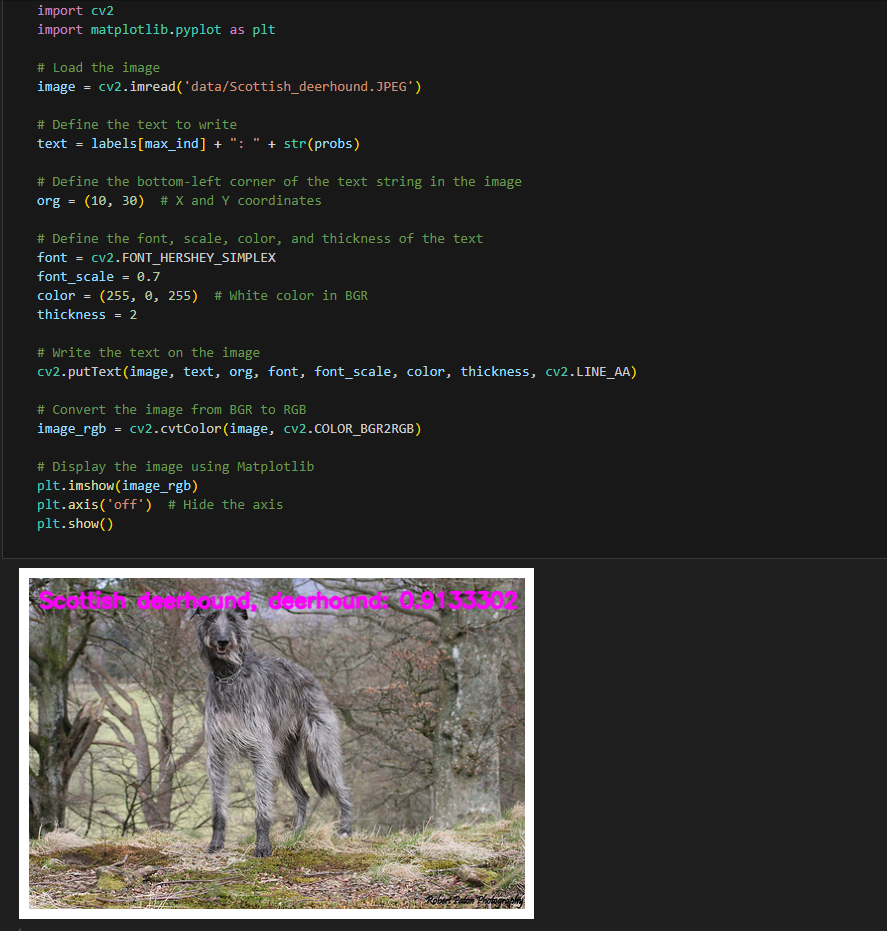 import cv2
import matplotlib.pyplot as plt
# Load the image
image = cv2.imread('data/Scottish_deerhound.JPEG')
# Define the text to write
text = labels[max_ind] + ": " + str(probs)
# Define the bottom-left corner of the text string in the image
org = (10, 30)  # X and Y coordinates
# Define the font, scale, color, and thickness of the text
font = cv2.FONT_HERSHEY_SIMPLEX
font_scale = 0.7
color = (255, 0, 255)  # White color in BGR
thickness = 2
# Write the text on the image
cv2.putText(image, text, org, font, font_scale, color, thickness, cv2.LINE_AA)
# Convert the image from BGR to RGB
image_rgb = cv2.cvtColor(image, cv2.COLOR_BGR2RGB)
# Display the image using Matplotlib
plt.imshow(image_rgb)
plt.axis('off')  # Hide the axis
plt.show()
Scottish deerhound, deerhound: 0.9133302
Robert Paton Photography